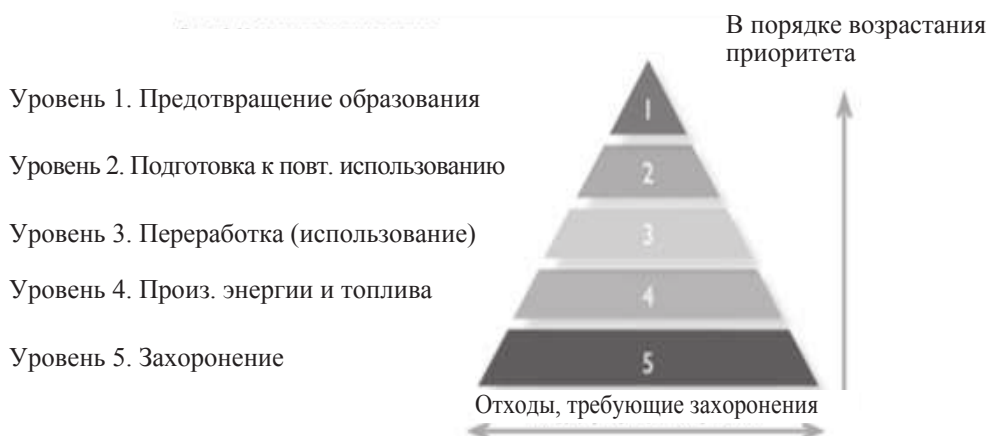 В порядке возрастания
приоритета
Уровень 1. Предотвращение образования
1
Уровень 2. Подготовка к повт. использованию
2
Уровень 3. Переработка (использование)
3
Уровень 4. Произ. энергии и топлива
4
Уровень 5. Захоронение
5
Отходы, требующие захоронения